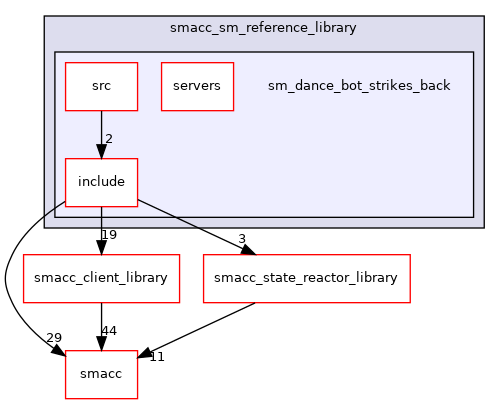 smacc_sm_reference_library
src
servers
sm_dance_bot_strikes_back
2
include
19
3
smacc_client_library
smacc_state_reactor_library
29
44
11
smacc